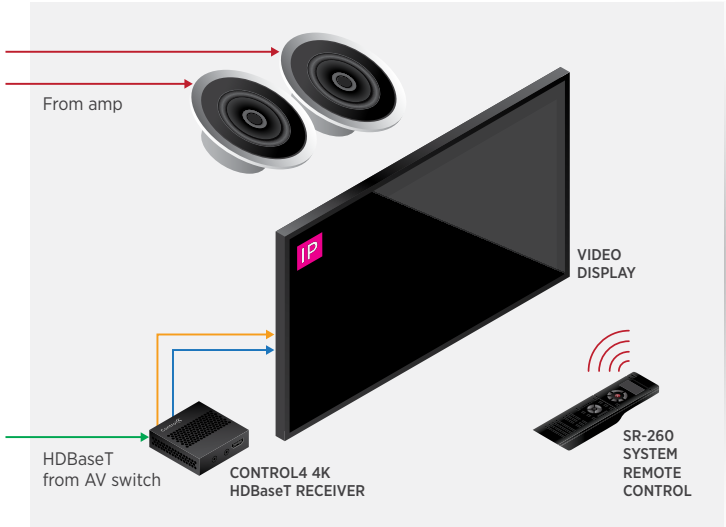 From amp
IP
VIDEO
DISPLAY
HDBaseT
from AV switch
CONTROL4 4K
HDBaseT RECEIVER
SR-260
SYSTEM
REMOTE
CONTROL